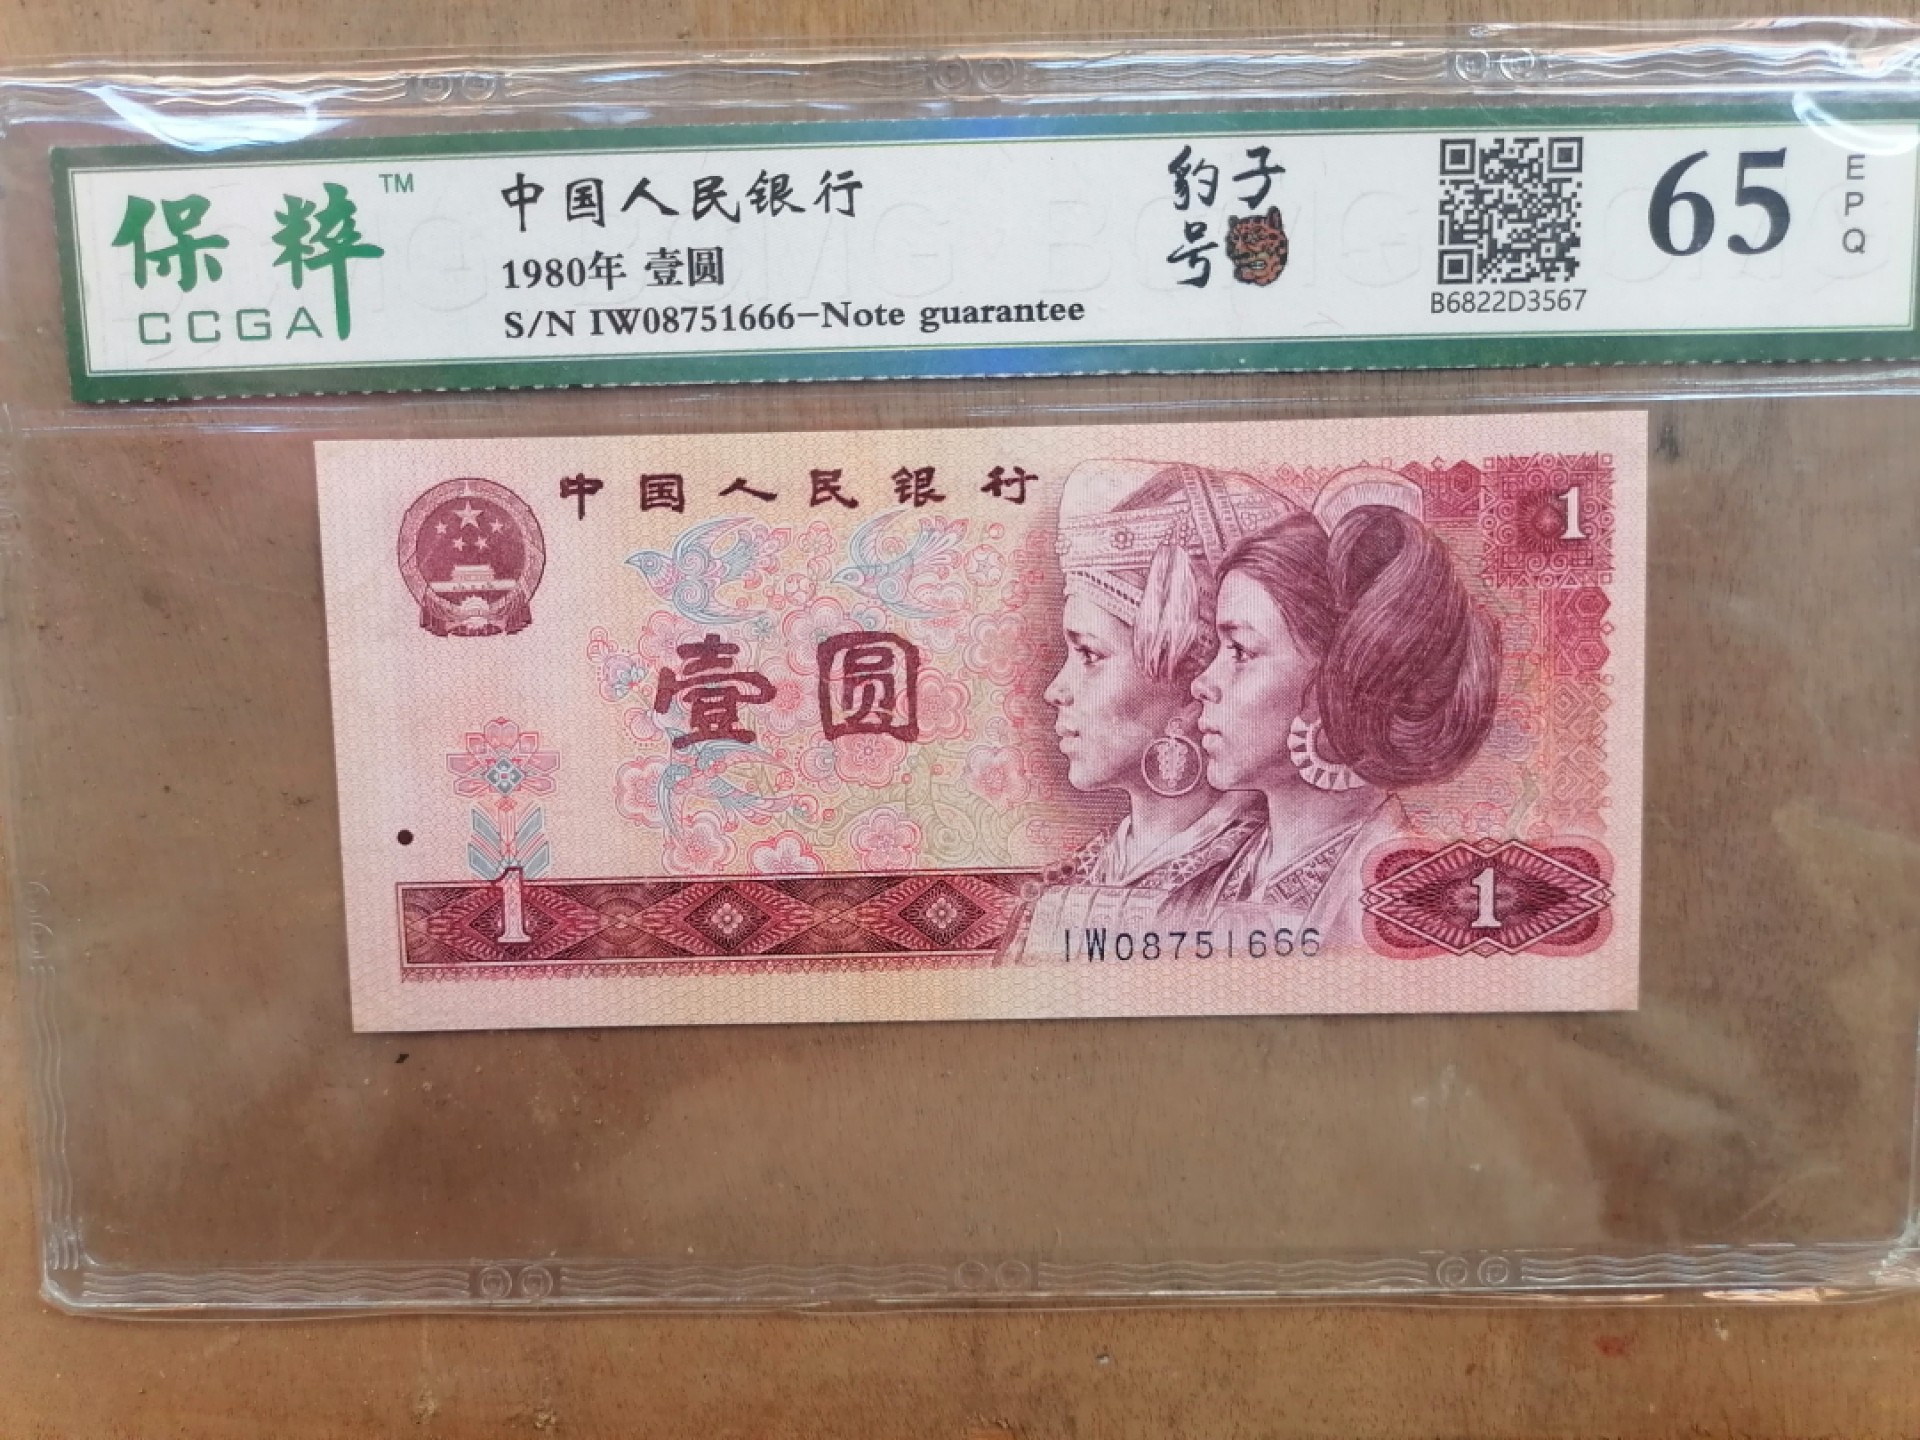 保粹™
CCGA
中国人民银行
1980年 壹圆
S/N IW08751666-Note guarantee
豹子
号
B6822D3567
65
EPQ
中国人民银行
1
壹圆
1
1
IW08751666